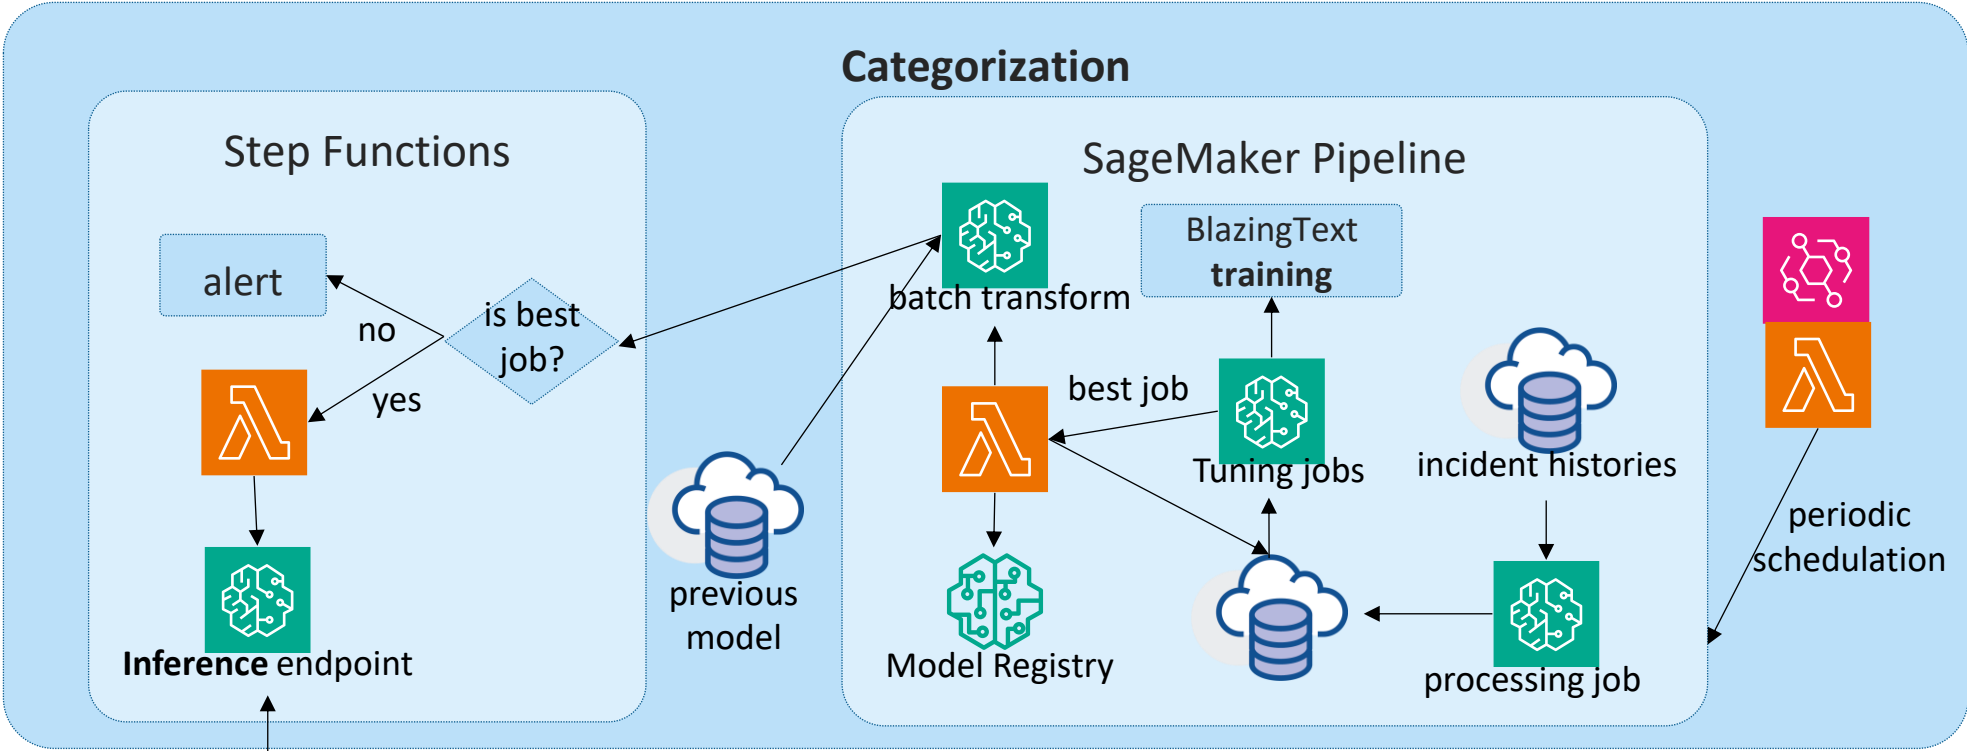 Categorization
Step Functions
alert
no
yes
is best
job?
Inference endpoint
previous
model
SageMaker Pipeline
batch transform
BlazingText
training
best job
Tuning jobs
incident histories
Model Registry
processing job
periodic
schedulation